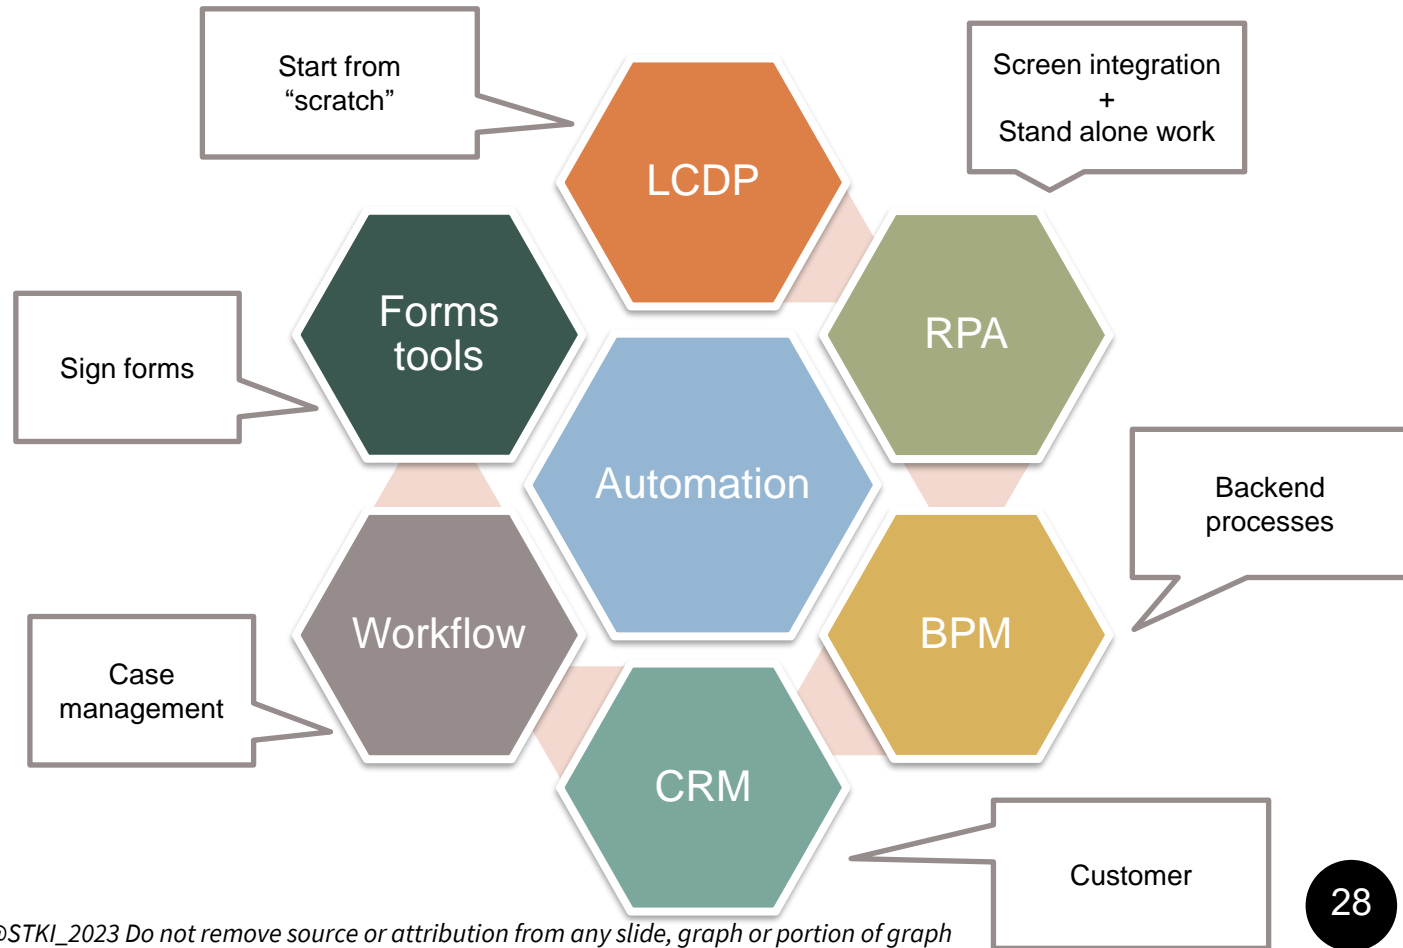 Start from
“scratch”
Screen integration
+
Stand alone work
LCDP
Forms
tools
RPA
Sign forms
Automation
Backend
processes
Workflow
BPM
Case
management
CRM
Customer
28
©STKI_2023 Do not remove source or attribution from any slide, graph or portion of graph